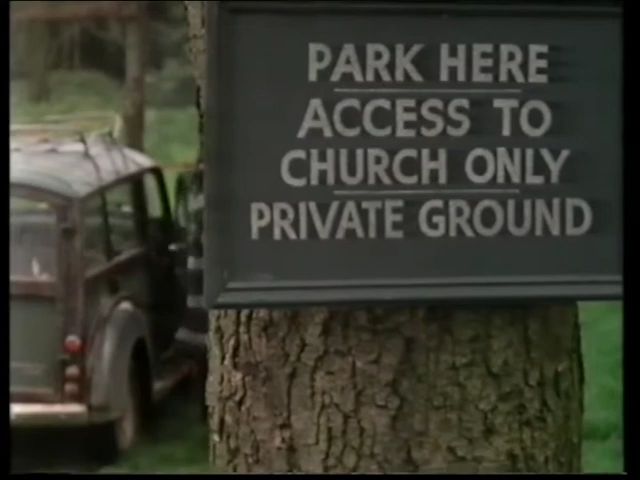 PARK HERE
ACCESS TO
CHURCH ONLY
PRIVATE GROUND